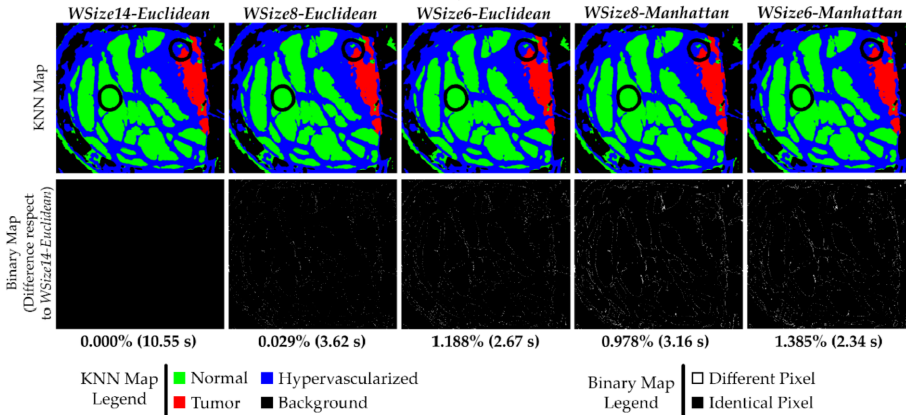 WSize14-Euclidean WSize8-Euclidean WSize6-Euclidean WSize8-Manhattan WSize6-Manhattan
KNN Map
Binary Map
(Difference respect
to WSize14-Euclidean)
0.000% (10.55 s) 0.029% (3.62 s) 1.188% (2.67 s) 0.978% (3.16 s) 1.385% (2.34 s)
KNN Map
Legend
Normal Hypervascularized
Tumor Background
Binary Map
Legend
Different Pixel
Identical Pixel